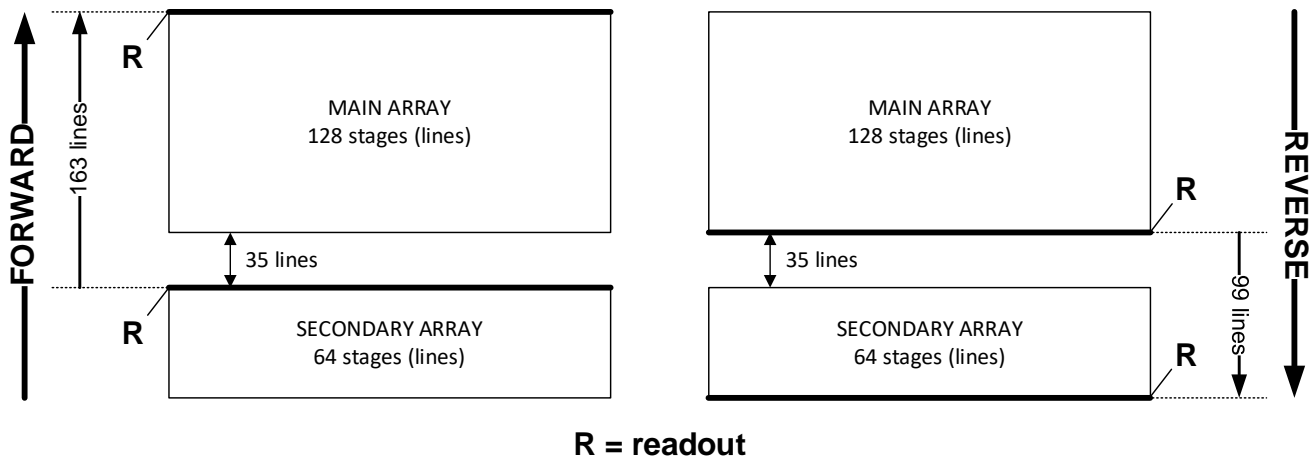 FORWARD
163 lines
R
MAIN ARRAY
128 stages (lines)
35 lines
R
SECONDARY ARRAY
64 stages (lines)
MAIN ARRAY
128 stages (lines)
R
35 lines
SECONDARY ARRAY
64 stages (lines)
R
99 lines
REVERSE
R = readout